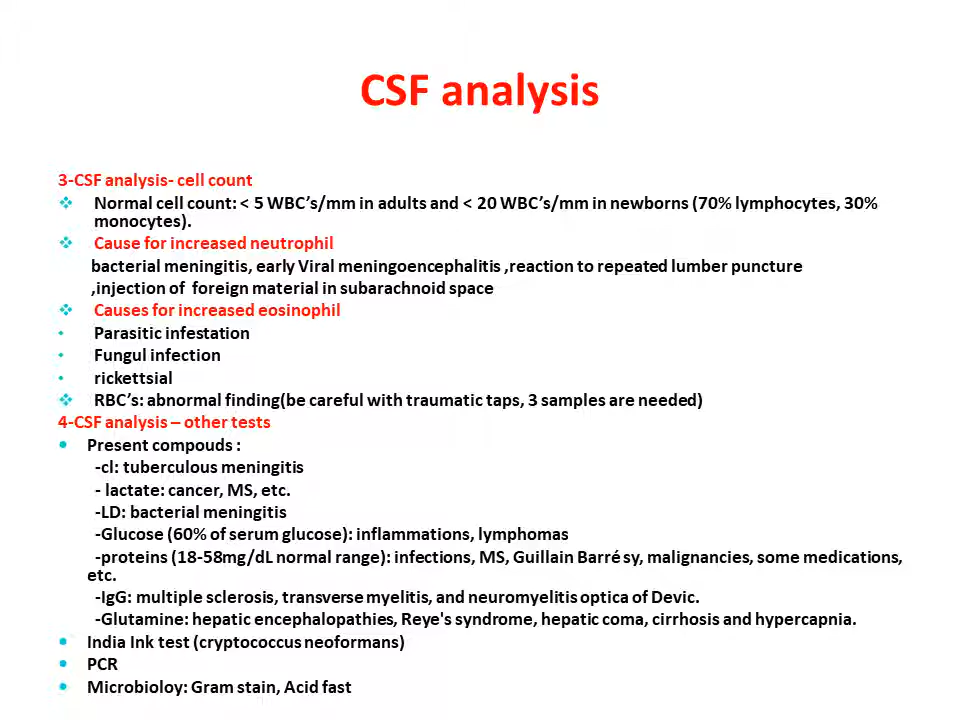 CSF analysis
3-CSF analysis- cell count
❖ Normal cell count: < 5 WBC’s/mm in adults and < 20 WBC’s/mm in newborns (70% lymphocytes, 30%
monocytes).
❖ Cause for increased neutrophil
bacterial meningitis, early Viral meningoencephalitis ,reaction to repeated lumber puncture
,injection of foreign material in subarachnoid space
❖ Causes for increased eosinophil
• Parasitic infestation
• Fungul infection
• rickettsial
❖ RBC’s: abnormal finding(be careful with traumatic taps, 3 samples are needed)
4-CSF analysis – other tests
• Present compouds :
-cl: tuberculous meningitis
- lactate: cancer, MS, etc.
-LD: bacterial meningitis
-Glucose (60% of serum glucose): inflammations, lymphomas
-proteins (18-58mg/dL normal range): infections, MS, Guillain Barré sy, malignancies, some medications,
etc.
-IgG: multiple sclerosis, transverse myelitis, and neuromyelitis optica of Devic.
-Glutamine: hepatic encephalopathies, Reye's syndrome, hepatic coma, cirrhosis and hypercapnia.
• India Ink test (cryptococcus neoformans)
• PCR
• Microbioloy: Gram stain, Acid fast